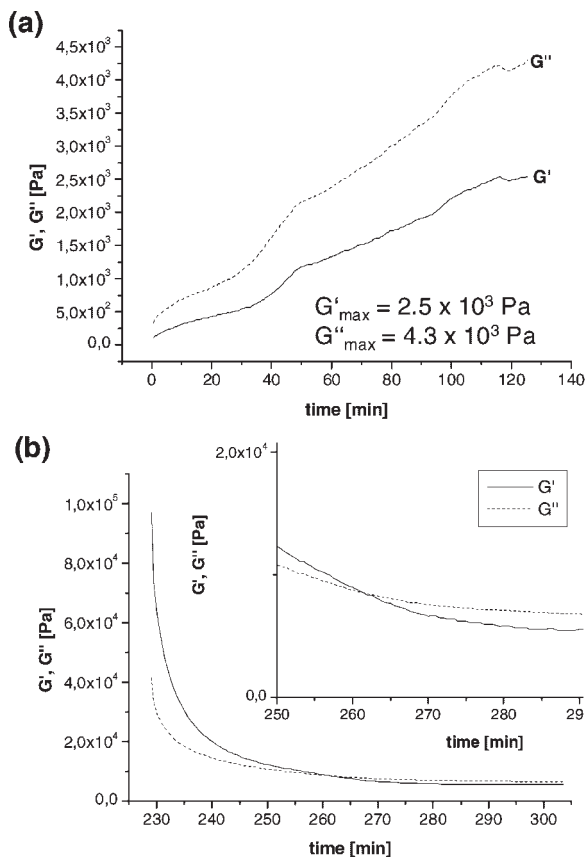 (a)
4,5x10³
4,0x10³
3,5x10³
3,0x10³
2,5x10³
2,0x10³
1,5x10³
1,0x10³
5,0x10²
0,0
G', G'' [Pa]
G''
G'
G'max = 2.5 x 10³ Pa
G''max = 4.3 x 10³ Pa
0 20 40 60 80 100 120 140
time [min]
(b)
1,0x10⁵
8,0x10⁴
6,0x10⁴
4,0x10⁴
2,0x10⁴
0,0
G', G'' [Pa]
2,0x10⁴
0,0
G', G'' [Pa]
G'
G''
250 260 270 280 29
time [min]
230 240 250 260 270 280 290 300
time [min]